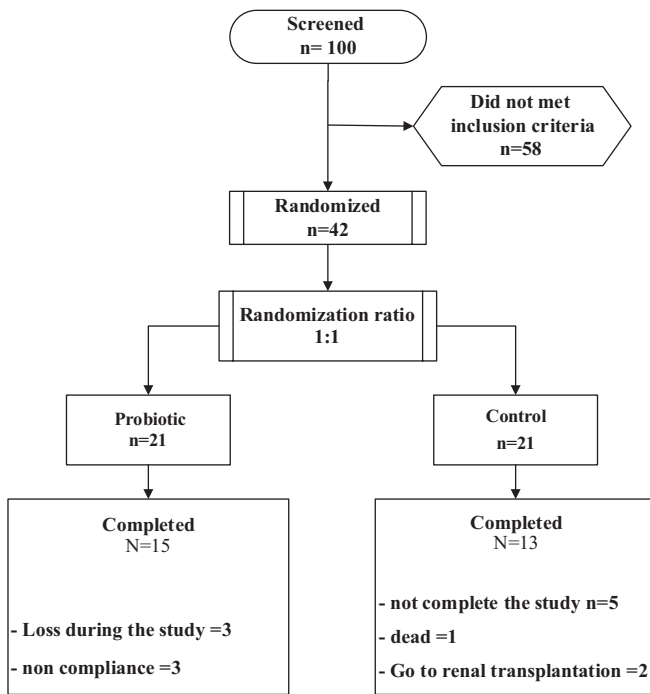 Screened
n= 100
Did not met
inclusion criteria
n=58
Randomized
n=42
Randomization ratio
1:1
Probiotic
n=21
Control
n=21
Completed
N=15
- Loss during the study =3
- non compliance =3
Completed
N=13
- not complete the study n=5
- dead =1
- Go to renal transplantation =2